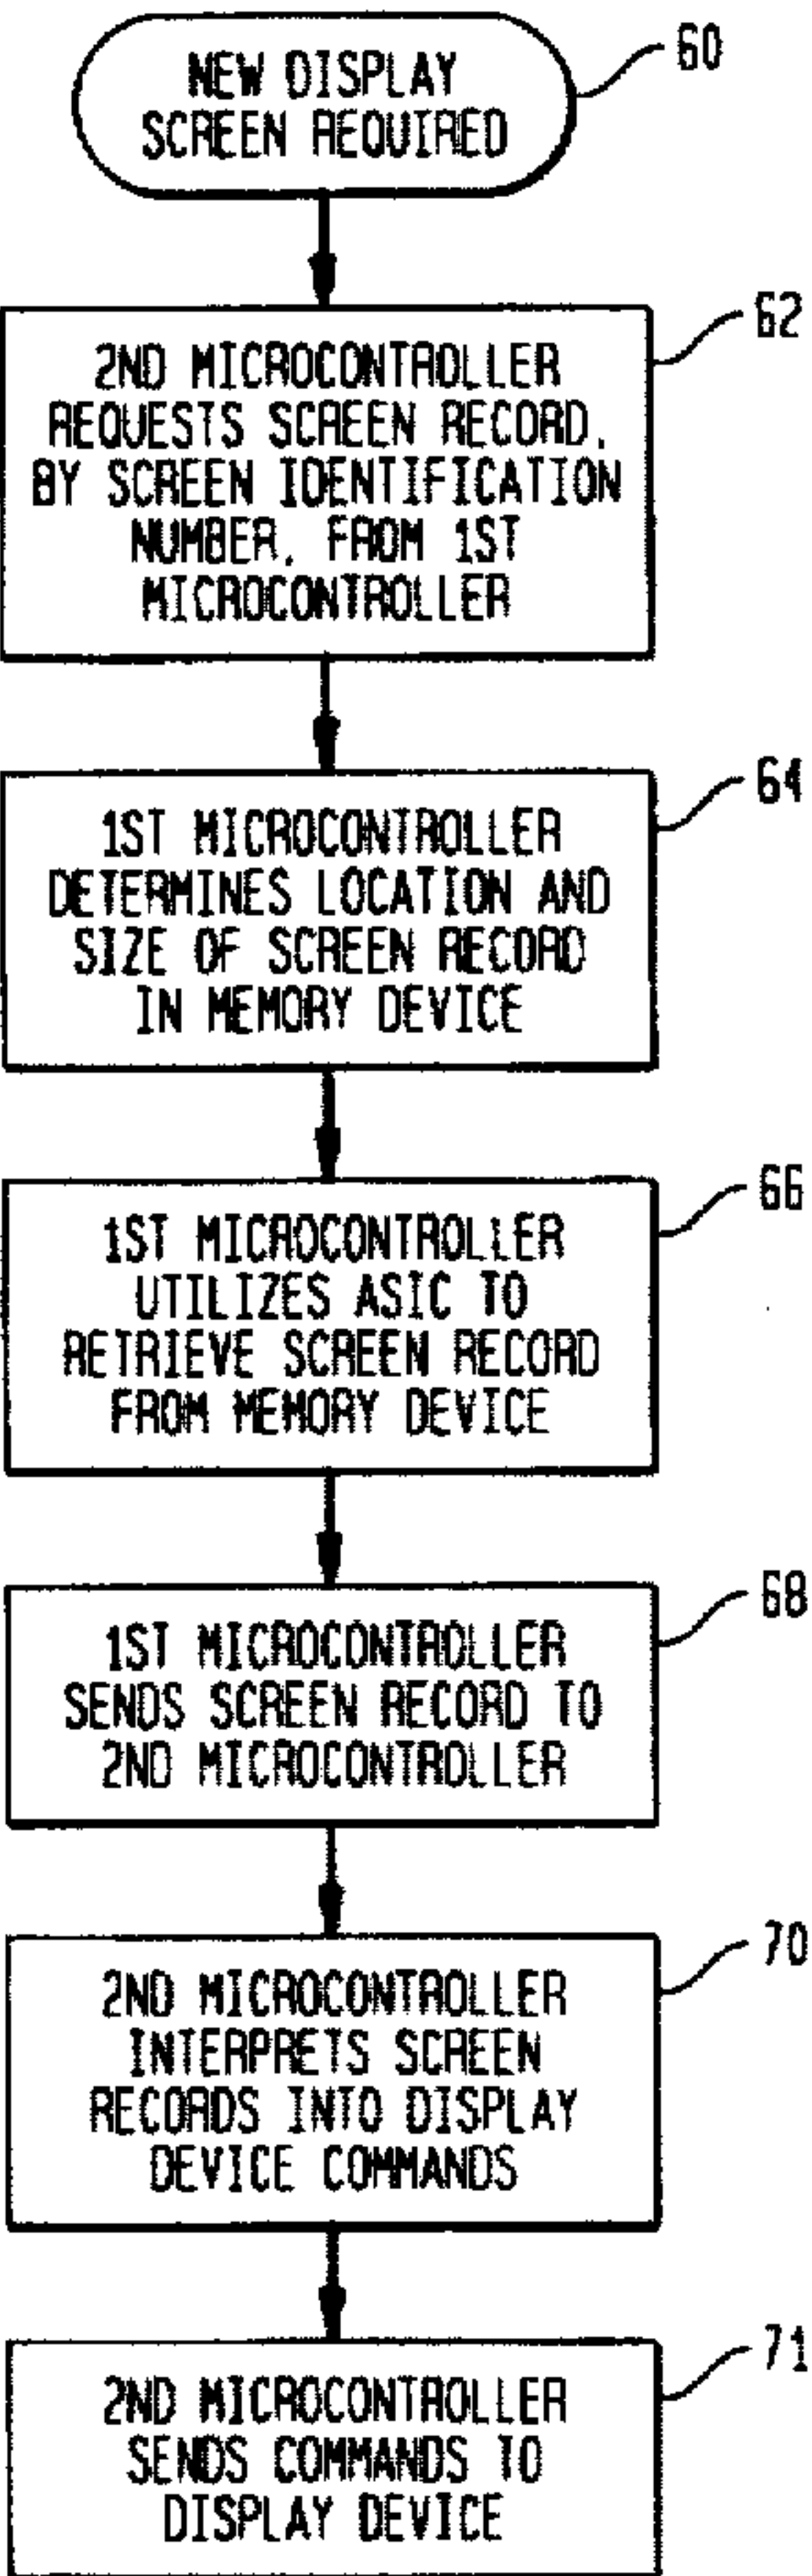 NEW DISPLAY
SCREEN REQUIRED
60
2ND MICROCONTROLLER
REQUESTS SCREEN RECORD,
BY SCREEN IDENTIFICATION
NUMBER, FROM 1ST
MICROCONTROLLER
62
1ST MICROCONTROLLER
DETERMINES LOCATION AND
SIZE OF SCREEN RECORD
IN MEMORY DEVICE
64
1ST MICROCONTROLLER
UTILIZES ASIC TO
RETRIEVE SCREEN RECORD
FROM MEMORY DEVICE
66
1ST MICROCONTROLLER
SENDS SCREEN RECORD TO
2ND MICROCONTROLLER
68
2ND MICROCONTROLLER
INTERPRETS SCREEN
RECORDS INTO DISPLAY
DEVICE COMMANDS
70
2ND MICROCONTROLLER
SENDS COMMANDS TO
DISPLAY DEVICE
71